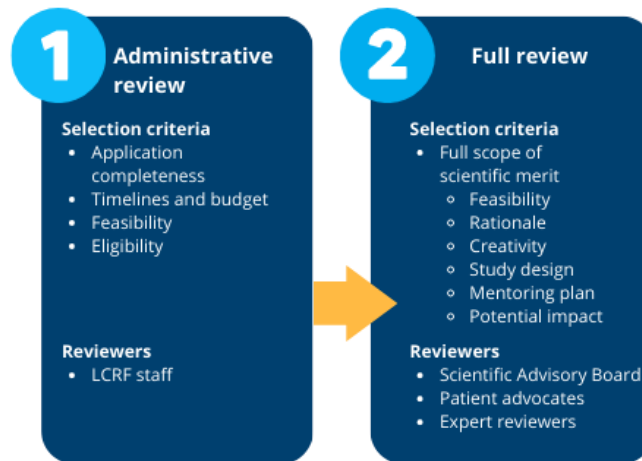 1
Administrative
review
Selection criteria
• Application
completeness
• Timelines and budget
• Feasibility
• Eligibility
Reviewers
• LCRF staff
2
Full review
Selection criteria
• Full scope of
scientific merit
○ Feasibility
○ Rationale
○ Creativity
○ Study design
○ Mentoring plan
○ Potential impact
Reviewers
• Scientific Advisory Board
• Patient advocates
• Expert reviewers